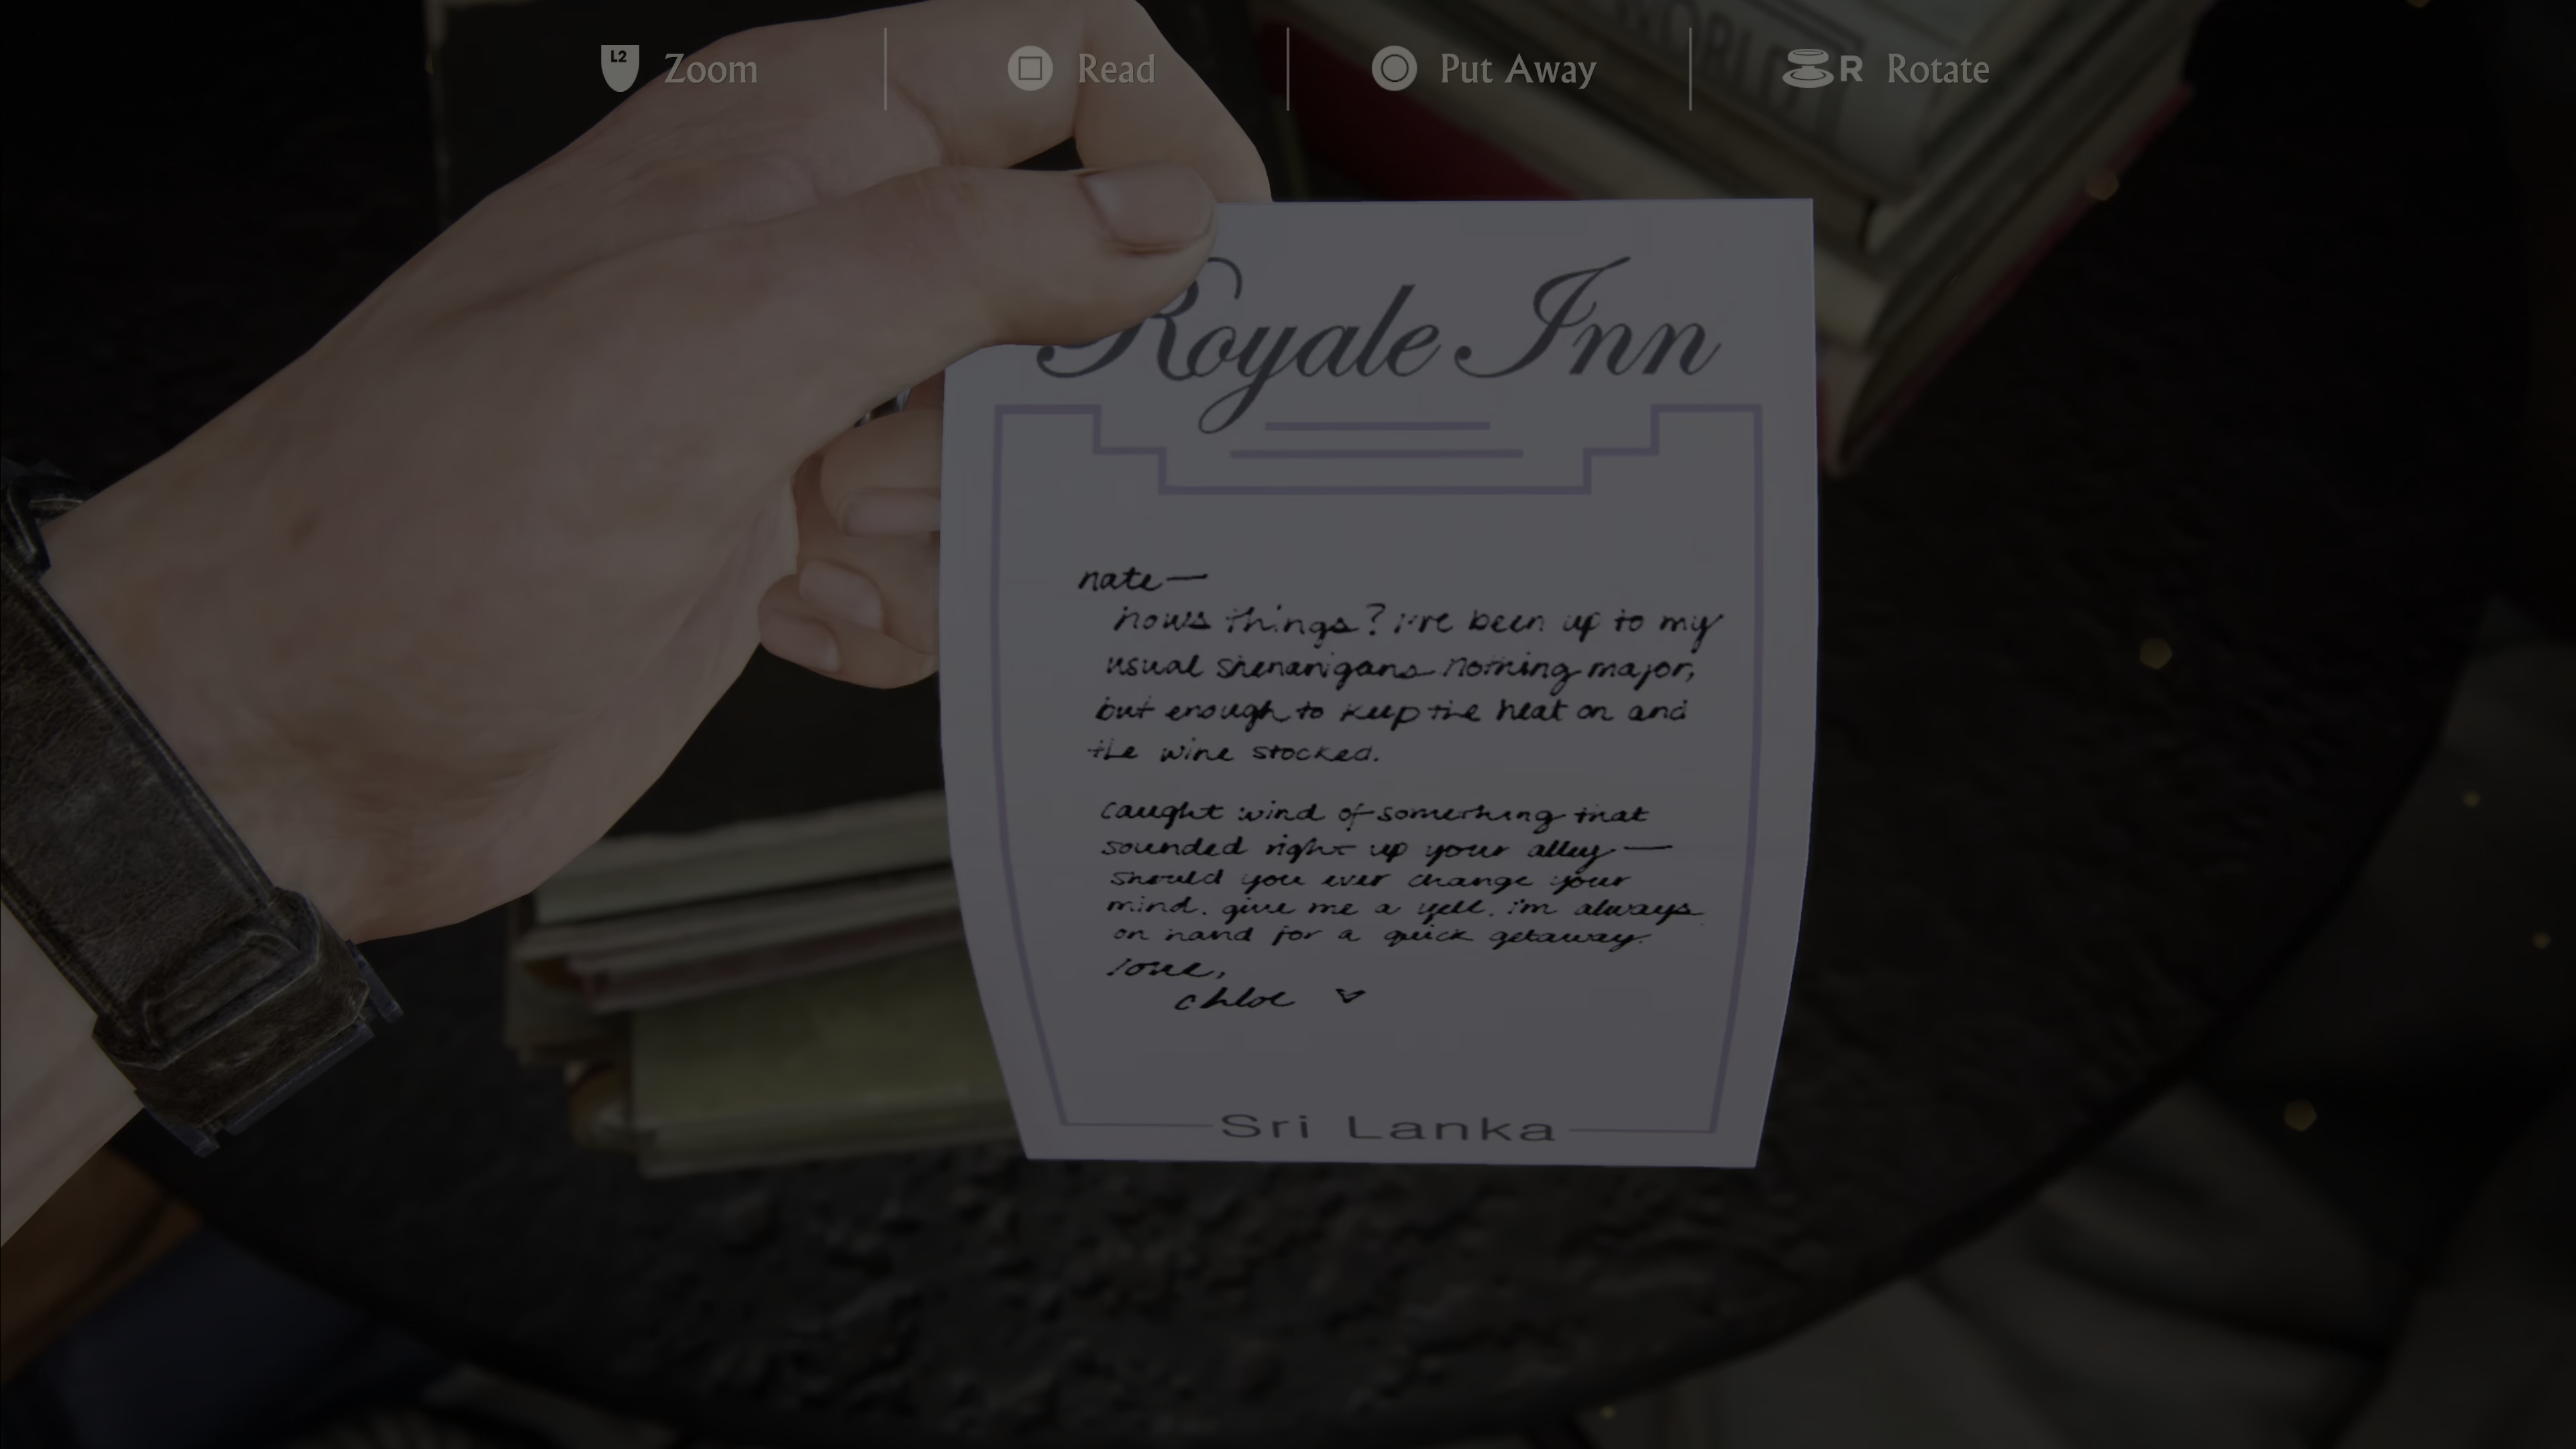 L2 Zoom
Read
Put Away
R Rotate
WORLD
Royale Inn
nate—
hows things? i've been up to my
usual shenanigans. nothing major,
but enough to keep the heat on and
the wine stocked.
caught wind of something that
sounded right up your alley—
should you ever change your
mind. give me a yell. i'm always
on hand for a quick getaway.
love,
chloe
Sri Lanka